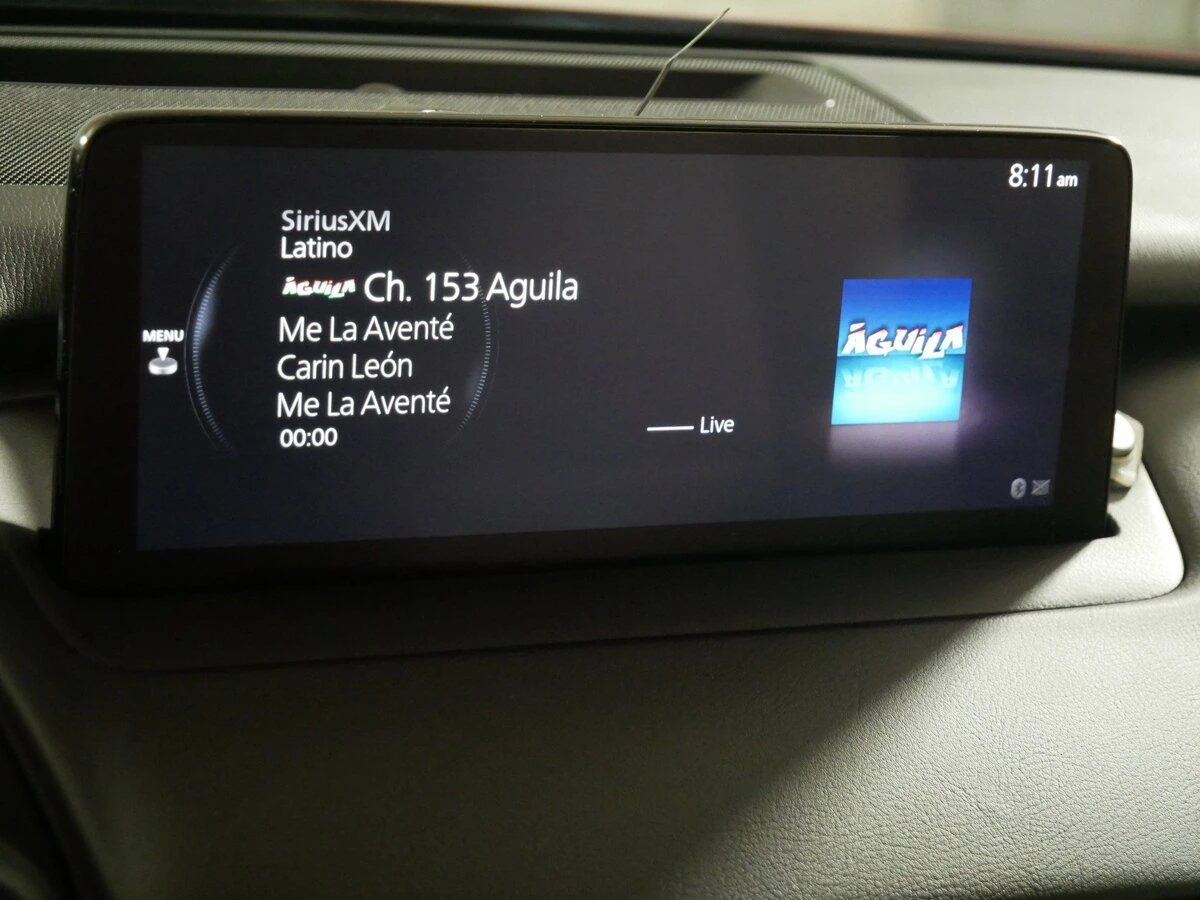 8:11am
SiriusXM
Latino
ÁGUILA Ch. 153 Aguila
Me La Aventé
Carin León
Me La Aventé
00:00
Live
MENU
ÁGUILA